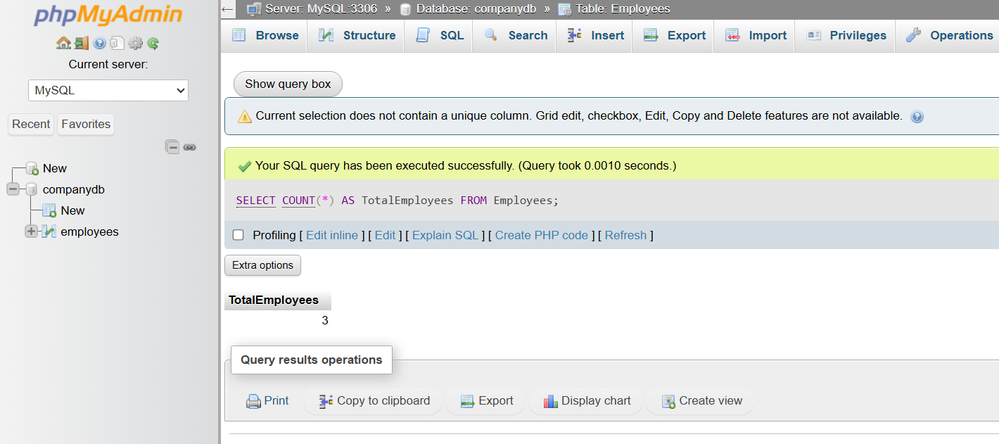 phpMyAdmin
Current server:
MySQL
Recent Favorites
New
companydb
New
employees
← Server: MySQL:3306 » Database: companydb » Table: Employees
Browse Structure SQL Search Insert Export Import Privileges Operations
Show query box
Current selection does not contain a unique column. Grid edit, checkbox, Edit, Copy and Delete features are not available.
Your SQL query has been executed successfully. (Query took 0.0010 seconds.)
SELECT COUNT(*) AS TotalEmployees FROM Employees;
Profiling [ Edit inline ] [ Edit ] [ Explain SQL ] [ Create PHP code ] [ Refresh ]
Extra options
TotalEmployees
3
Query results operations
Print Copy to clipboard Export Display chart Create view